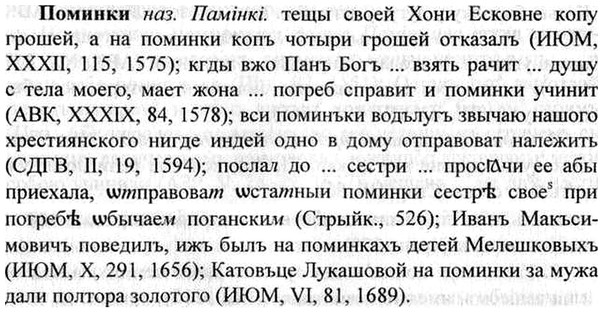 Поминки наз. Памінкі. тещы своей Хони Есковне копу
грошей, а на поминки копъ чотыри грошей отказалъ (ИЮМ,
XXXII, 115, 1575); кгды вжо Панъ Богъ ... взять рачит ... душу
с тела моего, мает жона ... погреб справит и поминки учинит
(АВК, XXXIX, 84, 1578); вси поминъки водълугъ звычаю нашого
хрестиянского нигде индей одно в дому отправоват належить
(СДГВ, II, 19, 1594); послал до ... сестри ... просѧчи ее абы
приехала, ѡтправоват ѡстатныи поминки сестрѣ своеⁱ при
погребѣ ѡбычаем поганским (Стрыйк., 526); Иванъ Макъси-
мовичъ поведилъ, ижъ былъ на поминкахъ детей Мелешковыхъ
(ИЮМ, X, 291, 1656); Катовъце Лукашовой на поминки за мужа
дали полтора золотого (ИЮМ, VI, 81, 1689).